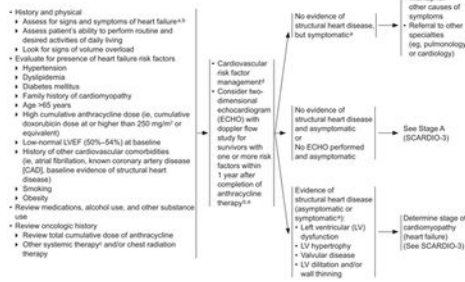 • History and physical
▸ Assess for signs and symptoms of heart failureᵃ,ᵇ
▸ Assess patient's ability to perform routine and
desired activities of daily living
▸ Look for signs of volume overload
• Evaluate for presence of heart failure risk factors
▸ Hypertension
▸ Dyslipidemia
▸ Diabetes mellitus
▸ Family history of cardiomyopathy
▸ Age >65 years
▸ High cumulative anthracycline dose (ie, cumulative
doxorubicin dose at or higher than 250 mg/m² or
equivalent)
▸ Low-normal LVEF (50%–54%) at baseline
▸ History of other cardiovascular comorbidities
(ie, atrial fibrillation, known coronary artery disease
[CAD], baseline evidence of structural heart
disease)
▸ Smoking
▸ Obesity
• Review medications, alcohol use, and other substance
use
• Review oncologic history
▸ Review total cumulative dose of anthracycline
▸ Other systemic therapyᶜ and/or chest radiation
therapy
• Cardiovascular
risk factor
managementᵈ
• Consider two-
dimensional
echocardiogram
(ECHO) with
doppler flow
study for
survivors with
one or more risk
factors within
1 year after
completion of
anthracycline
therapy
No evidence of
structural heart disease,
but symptomatic
other causes of
symptoms
• Referral to other
specialties
(eg, pulmonology
or cardiology)
No evidence of
structural heart disease
and asymptomatic
or
No ECHO performed
and asymptomatic
See Stage A
(SCARDIO-3)
Evidence of
structural heart disease
(asymptomatic or
symptomatic):
• Left ventricular (LV)
dysfunction
• LV hypertrophy
• Valvular disease
• LV dilitation and/or
wall thinning
Determine stage of
cardiomyopathy
(heart failure)
(See SCARDIO-3)